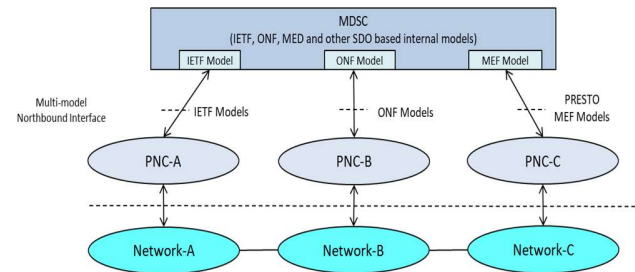 MDSC
(IETF, ONF, MED and other SDO based internal models)
IETF Model
ONF Model
MEF Model
Multi-model
Northbound Interface
IETF Models
ONF Models
PRESTO
MEF Models
PNC-A
PNC-B
PNC-C
Network-A
Network-B
Network-C